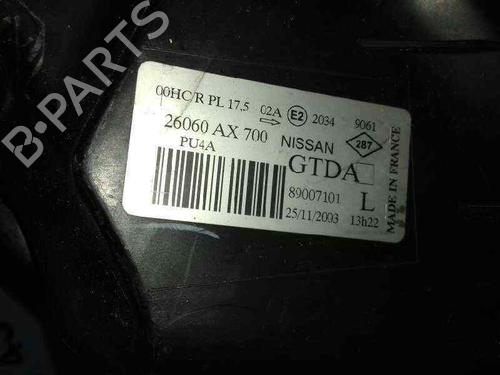 00HC/R PL 17,5 02A E2 2034 9061
26060 AX 700 NISSAN 287
PU4A GTDA
89007101 L
25/11/2003 13h22
MADE IN FRANCE
B-PARTS